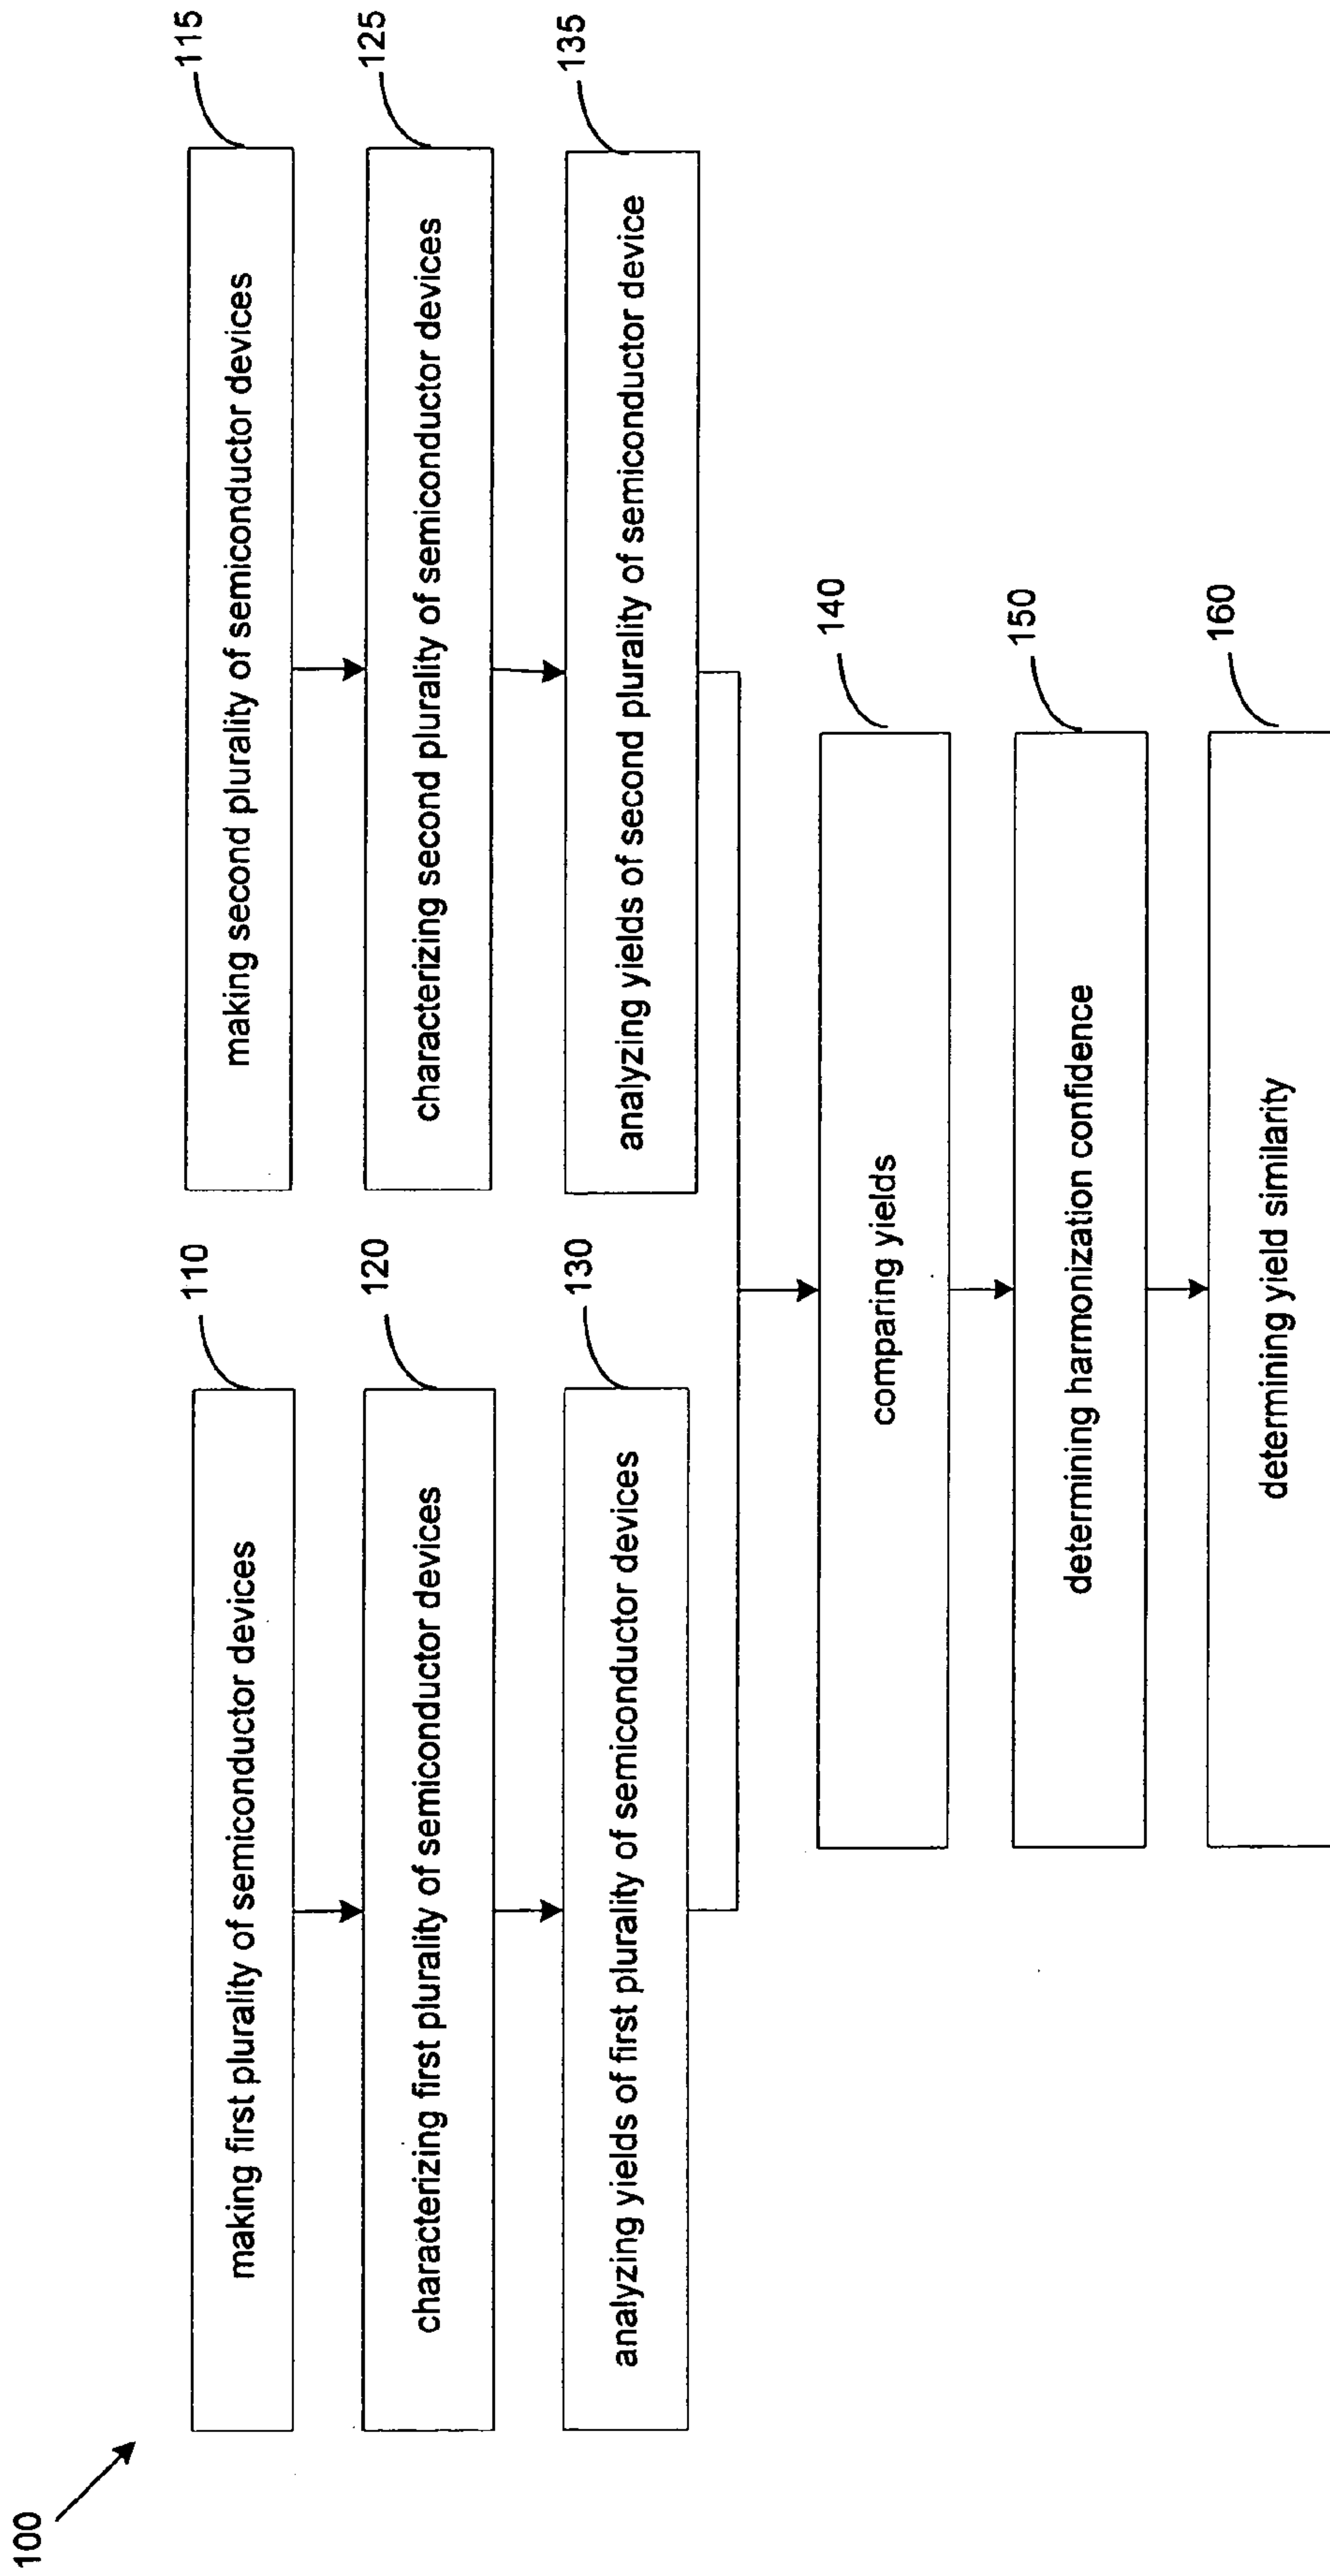 100
110
making first plurality of semiconductor devices
115
making second plurality of semiconductor devices
120
characterizing first plurality of semiconductor devices
125
characterizing second plurality of semiconductor devices
130
analyzing yields of first plurality of semiconductor devices
135
analyzing yields of second plurality of semiconductor device
140
comparing yields
150
determining harmonization confidence
160
determining yield similarity